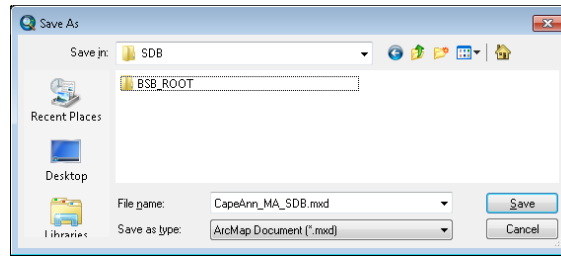 Save As
Save in: SDB
BSB_ROOT
Recent Places
Desktop
Libraries
File name: CapeAnn_MA_SDB.mxd Save
Save as type: ArcMap Document (*.mxd) Cancel